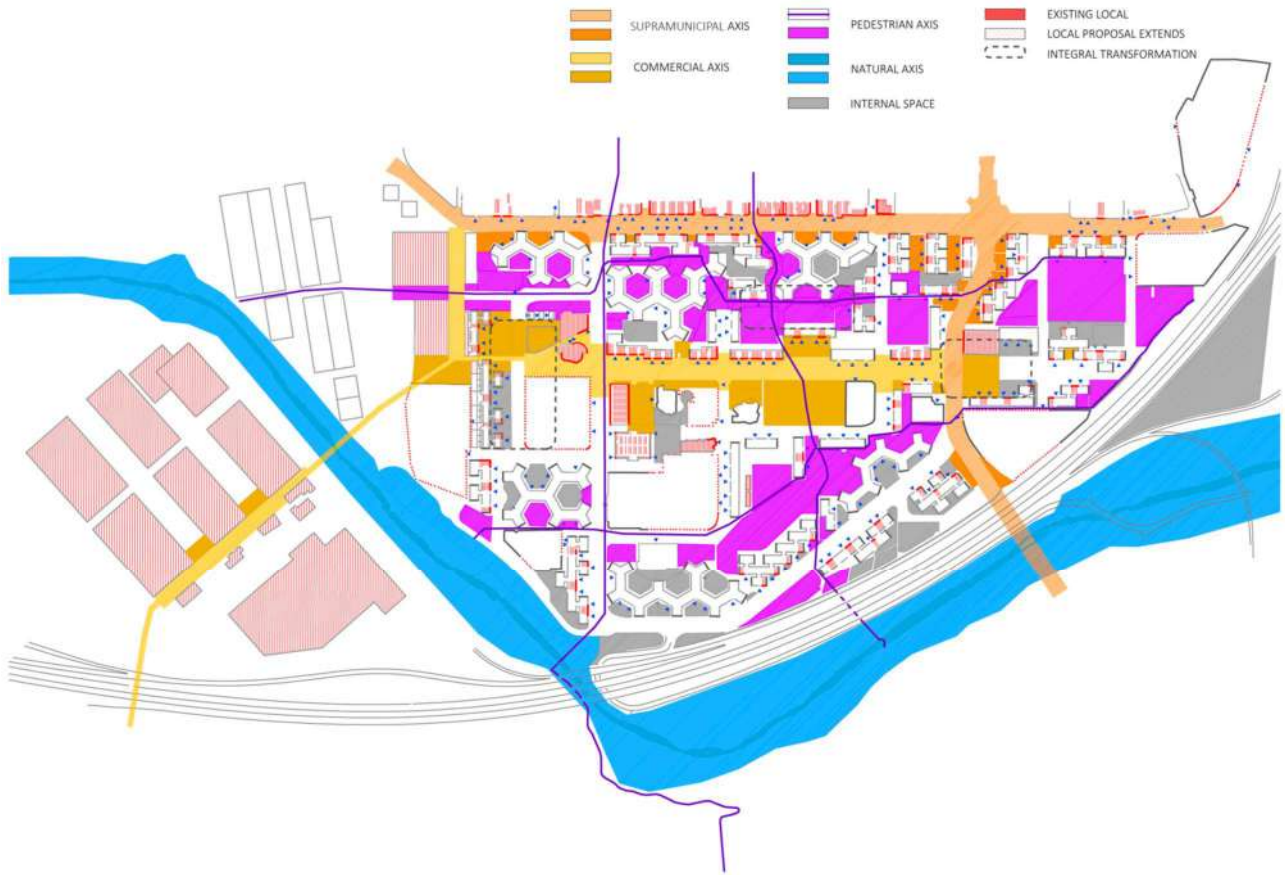 SUPRAMUNICIPAL AXIS
COMMERCIAL AXIS
PEDESTRIAN AXIS
NATURAL AXIS
INTERNAL SPACE
EXISTING LOCAL
LOCAL PROPOSAL EXTENDS
INTEGRAL TRANSFORMATION